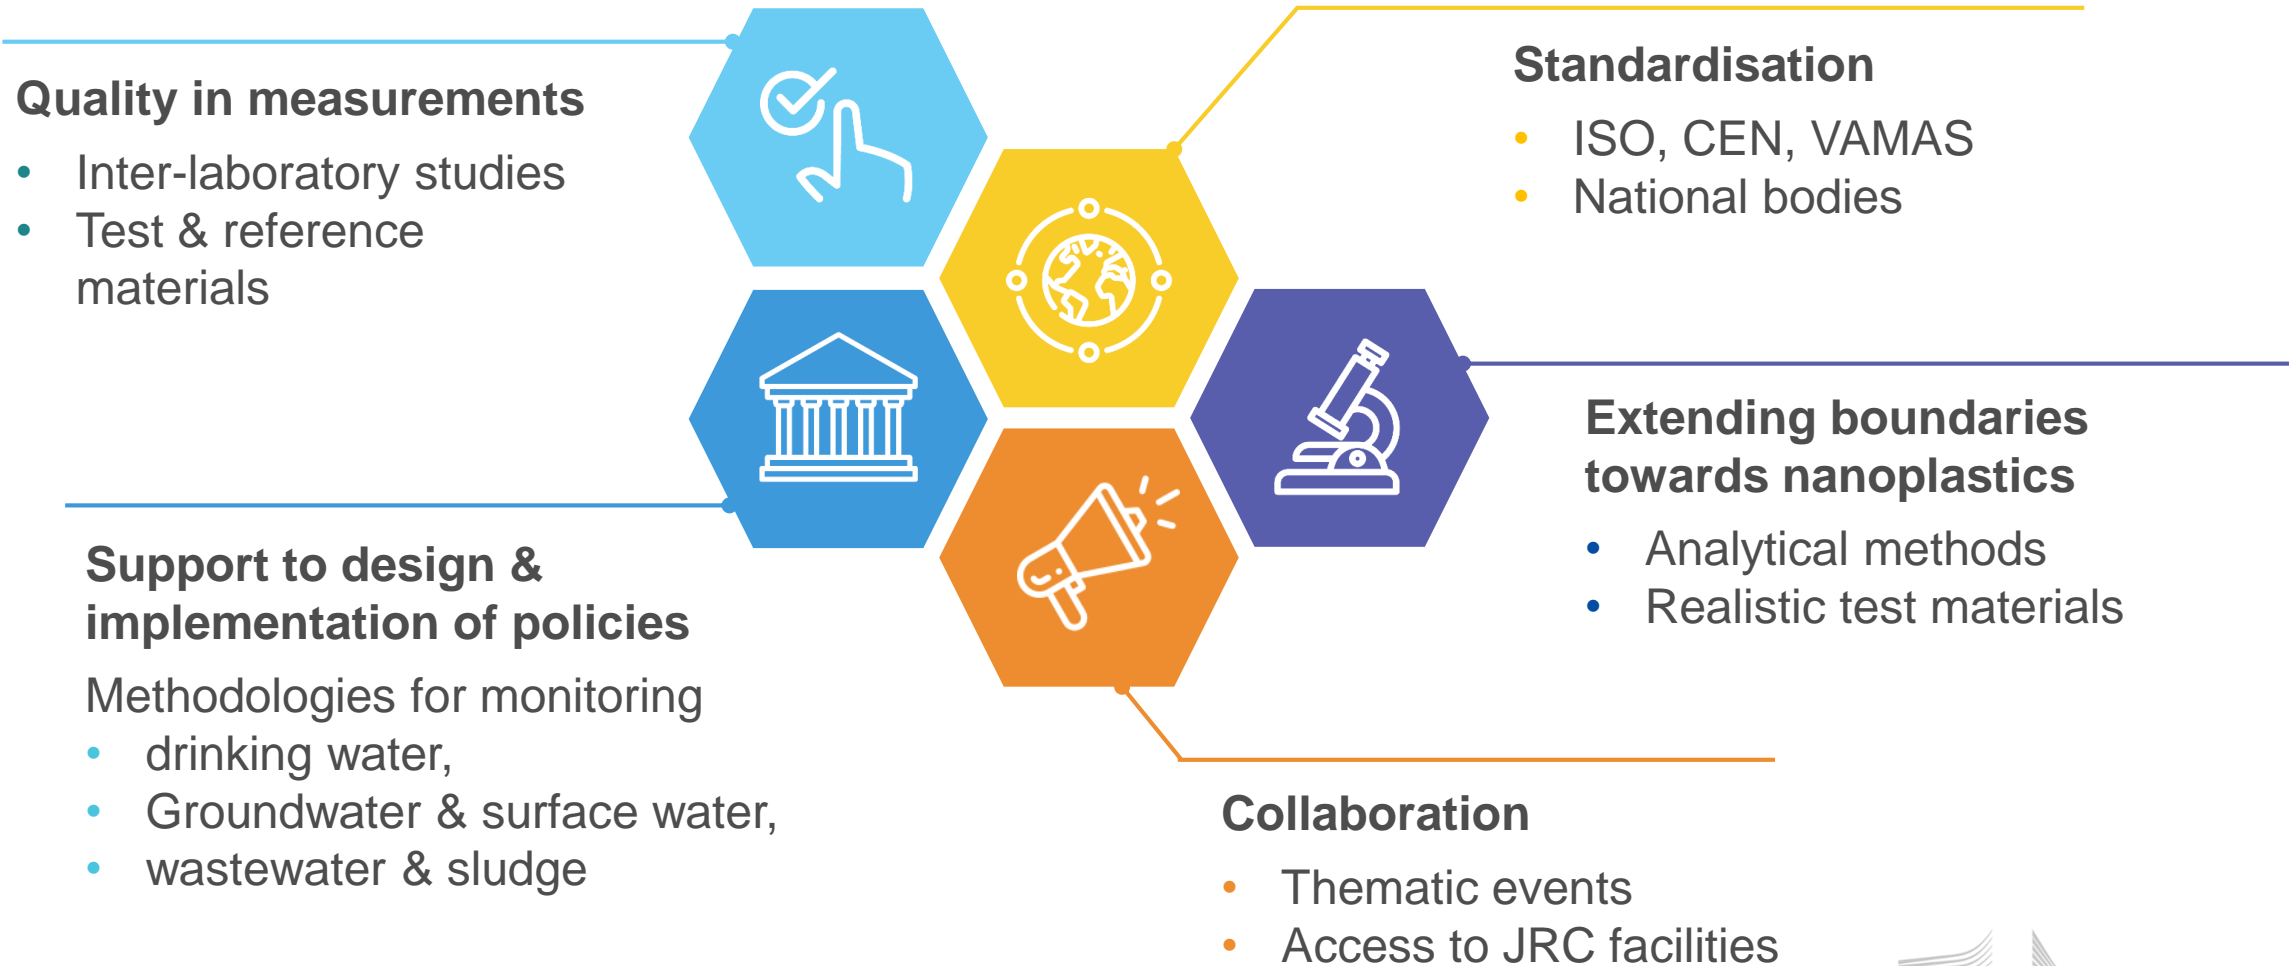 Quality in measurements
• Inter-laboratory studies
• Test & reference
materials
Standardisation
• ISO, CEN, VAMAS
• National bodies
Support to design &
implementation of policies
Methodologies for monitoring
• drinking water,
• Groundwater & surface water,
• wastewater & sludge
Extending boundaries
towards nanoplastics
• Analytical methods
• Realistic test materials
Collaboration
• Thematic events
• Access to JRC facilities